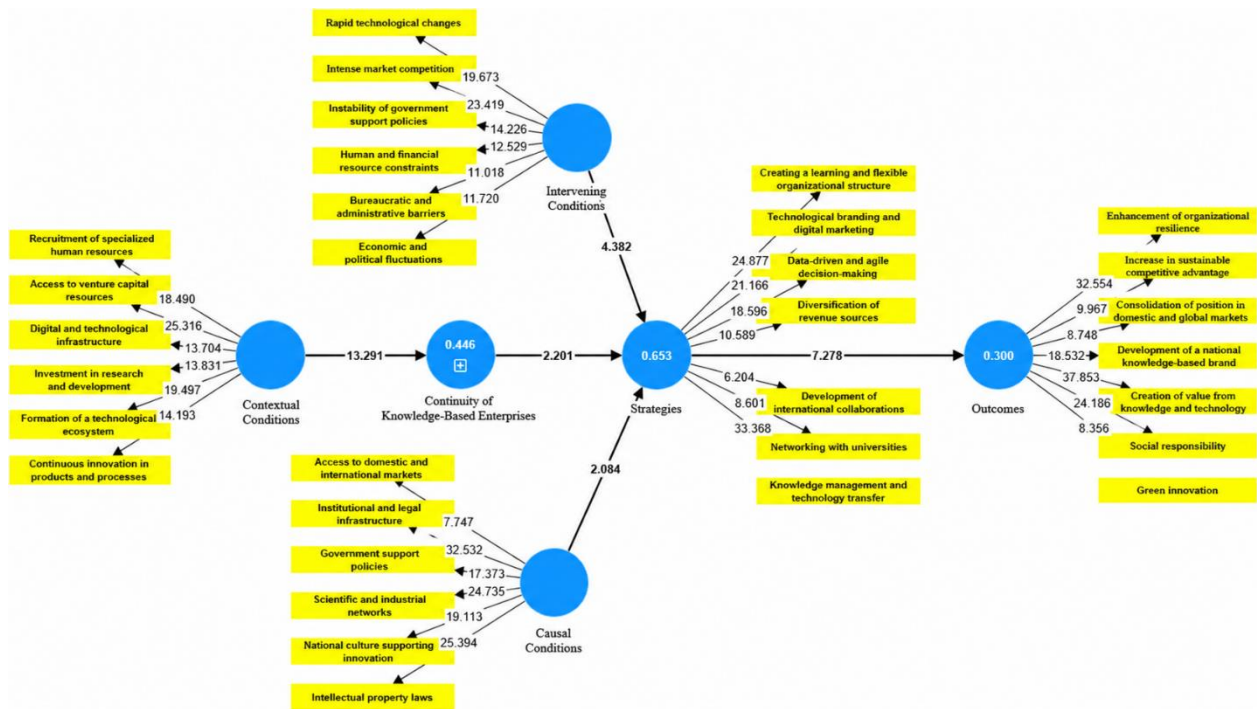 Rapid technological changes
Intense market competition
Instability of government
support policies
Human and financial
resource constraints
Bureaucratic and
administrative barriers
Economic and
political fluctuations
19.673
23.419
14.226
12.529
11.018
11.720
Intervening
Conditions
4.382
Recruitment of specialized
human resources
Access to venture capital
resources
Digital and technological
infrastructure
Investment in research
and development
Formation of a technological
ecosystem
Continuous innovation in
products and processes
18.490
25.316
13.704
13.831
19.497
14.193
Contextual
Conditions
13.291
0.446
Continuity of
Knowledge-Based Enterprises
2.201
Access to domestic and
international markets
Institutional and legal
infrastructure
Government support
policies
Scientific and industrial
networks
National culture supporting
innovation
Intellectual property laws
7.747
32.532
17.373
24.735
19.113
25.394
Causal
Conditions
2.084
0.653
Strategies
Creating a learning and flexible
organizational structure
Technological branding and
digital marketing
Data-driven and agile
decision-making
Diversification of
revenue sources
24.877
21.166
18.596
10.589
7.278
6.204
8.601
33.368
Development of
international collaborations
Networking with universities
Knowledge management and
technology transfer
0.300
Outcomes
32.554
9.967
8.748
18.532
37.853
24.186
8.356
Enhancement of organizational
resilience
Increase in sustainable
competitive advantage
Consolidation of position in
domestic and global markets
Development of a national
knowledge-based brand
Creation of value from
knowledge and technology
Social responsibility
Green innovation